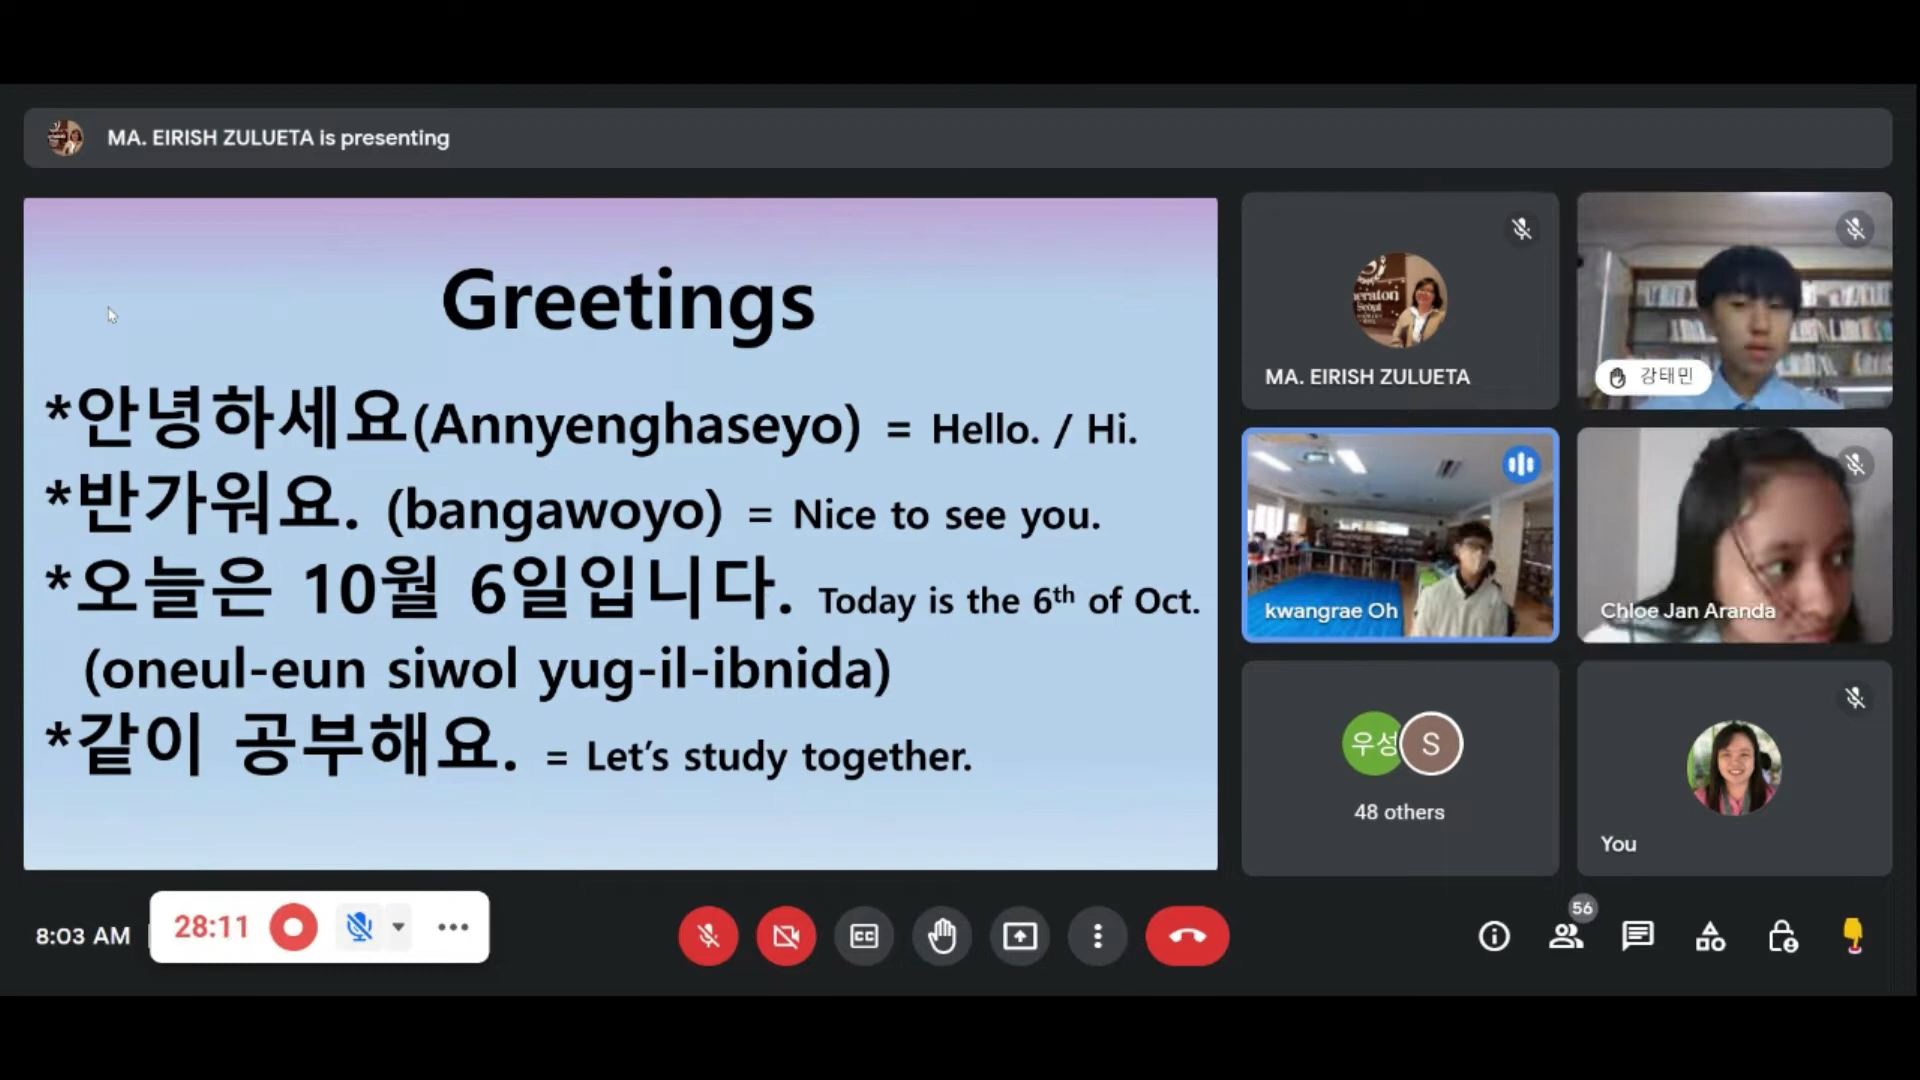 MA. EIRISH ZULUETA is presenting
Greetings
*안녕하세요(Annyenghaseyo) = Hello. / Hi.
*반가워요. (bangawoyo) = Nice to see you.
*오늘은 10월 6일입니다. Today is the 6th of Oct.
(oneul-eun siwol yug-il-ibnida)
*같이 공부해요. = Let's study together.
MA. EIRISH ZULUETA
강태민
kwangrae Oh
Chloe Jan Aranda
우성 S
48 others
You
8:03 AM
28:11
CC
56